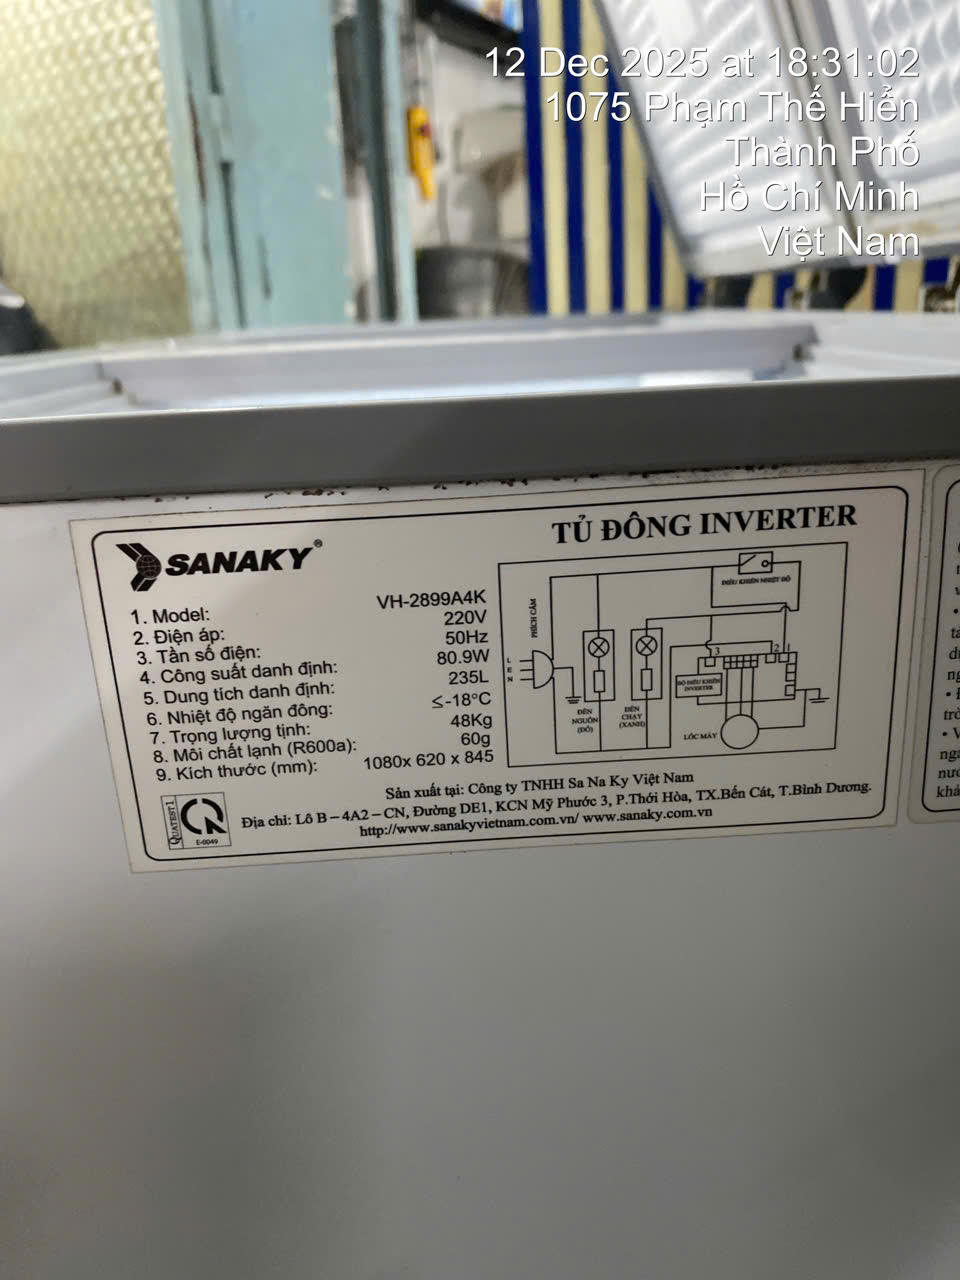 12 Dec 2025 at 18:31:02
1075 Phạm Thế Hiển
Thành Phố
Hồ Chí Minh
Việt Nam
SANAKY®
TỦ ĐÔNG INVERTER
1. Model: VH-2899A4K
2. Điện áp: 220V
3. Tần số điện: 50Hz
4. Công suất danh định: 80.9W
5. Dung tích danh định: 235L
6. Nhiệt độ ngăn đông: ≤-18°C
7. Trọng lượng tịnh: 48Kg
8. Môi chất lạnh (R600a): 60g
9. Kích thước (mm): 1080x 620 x 845
PHÍCH CẮM
L
E
N
ĐIỀU KHIỂN NHIỆT ĐỘ
3
2
1
BỘ ĐIỀU KHIỂN
INVERTER
ĐÈN
NGUỒN
(ĐỎ)
ĐÈN
CHẠY
(XANH)
LỐC MÁY
QUATEST1
E-0049
Sản xuất tại: Công ty TNHH Sa Na Ky Việt Nam
Địa chỉ: Lô B – 4A2 – CN, Đường DE1, KCN Mỹ Phước 3, P.Thới Hòa, TX.Bến Cát, T.Bình Dương.
http://www.sanakyvietnam.com.vn/ www.sanaky.com.vn